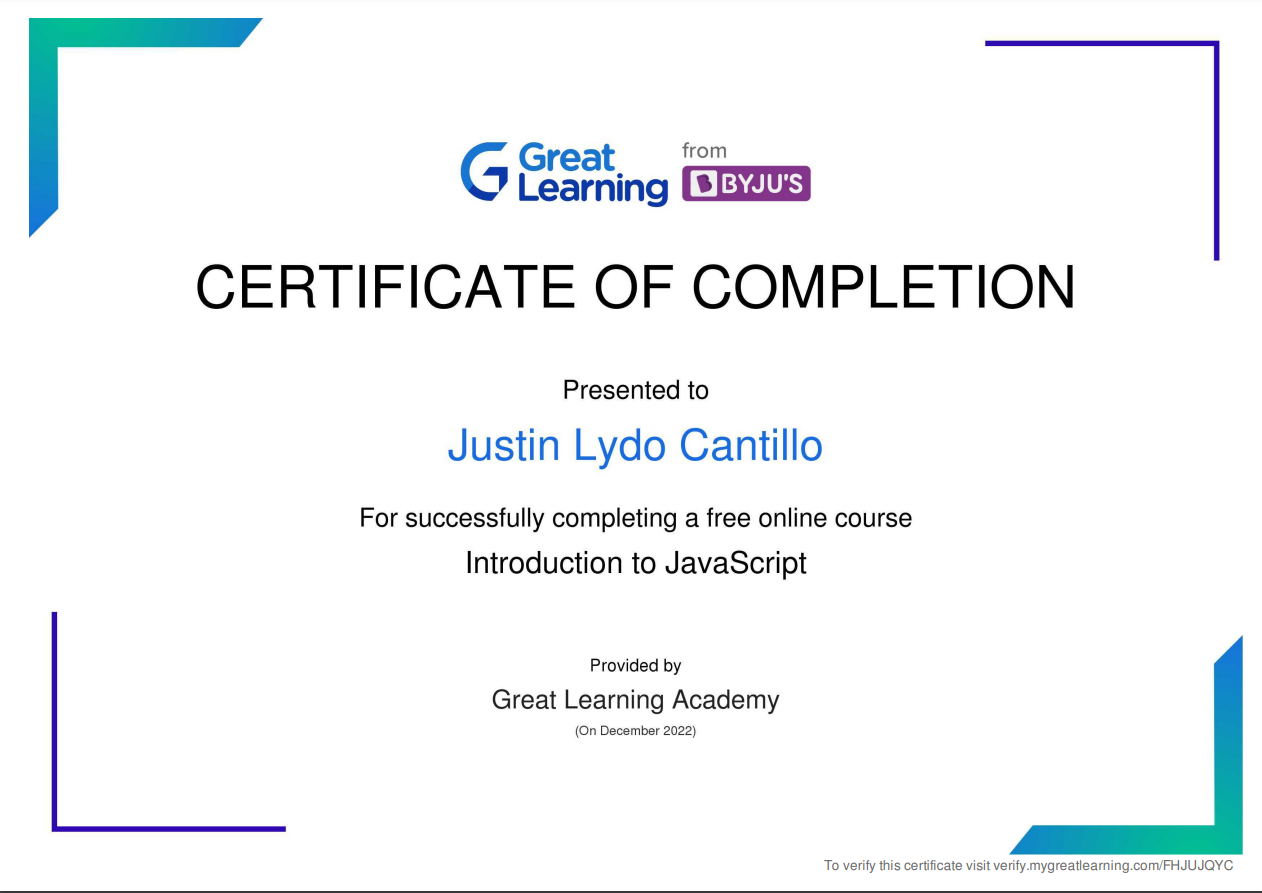 Great
Learning
from
BYJU'S
CERTIFICATE OF COMPLETION
Presented to
Justin Lydo Cantillo
For successfully completing a free online course
Introduction to JavaScript
Provided by
Great Learning Academy
(On December 2022)
To verify this certificate visit verify.mygreatlearning.com/FHJUJQYC